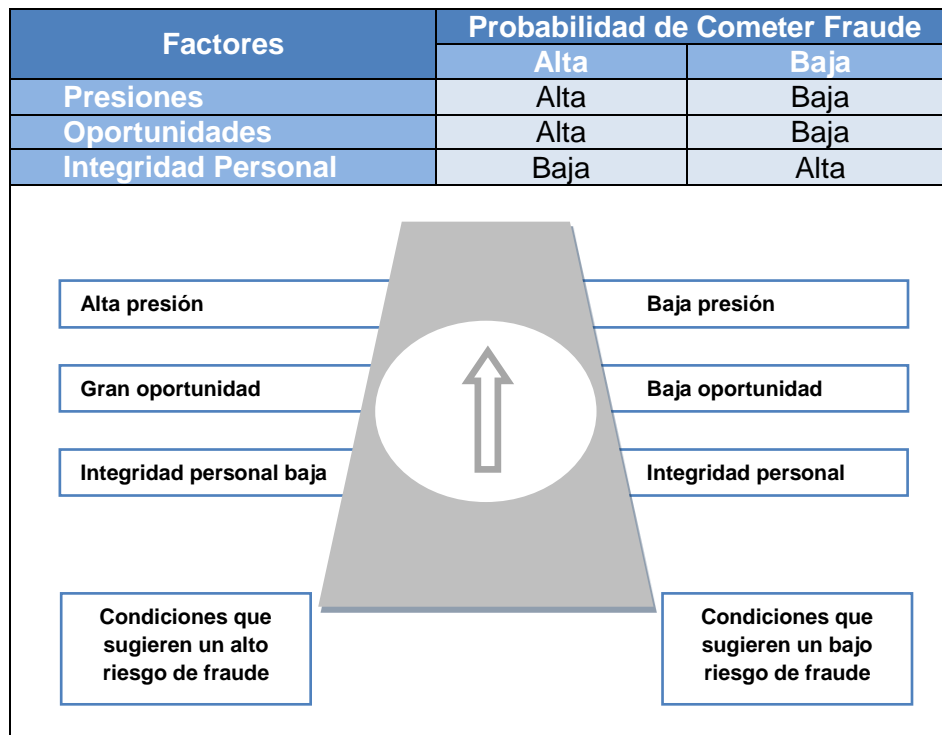 Factores
Probabilidad de Cometer Fraude
Alta
Baja
Presiones
Alta
Baja
Oportunidades
Alta
Baja
Integridad Personal
Baja
Alta
Alta presión
Baja presión
Gran oportunidad
Baja oportunidad
Integridad personal baja
Integridad personal
Condiciones que
sugieren un alto
riesgo de fraude
Condiciones que
sugieren un bajo
riesgo de fraude